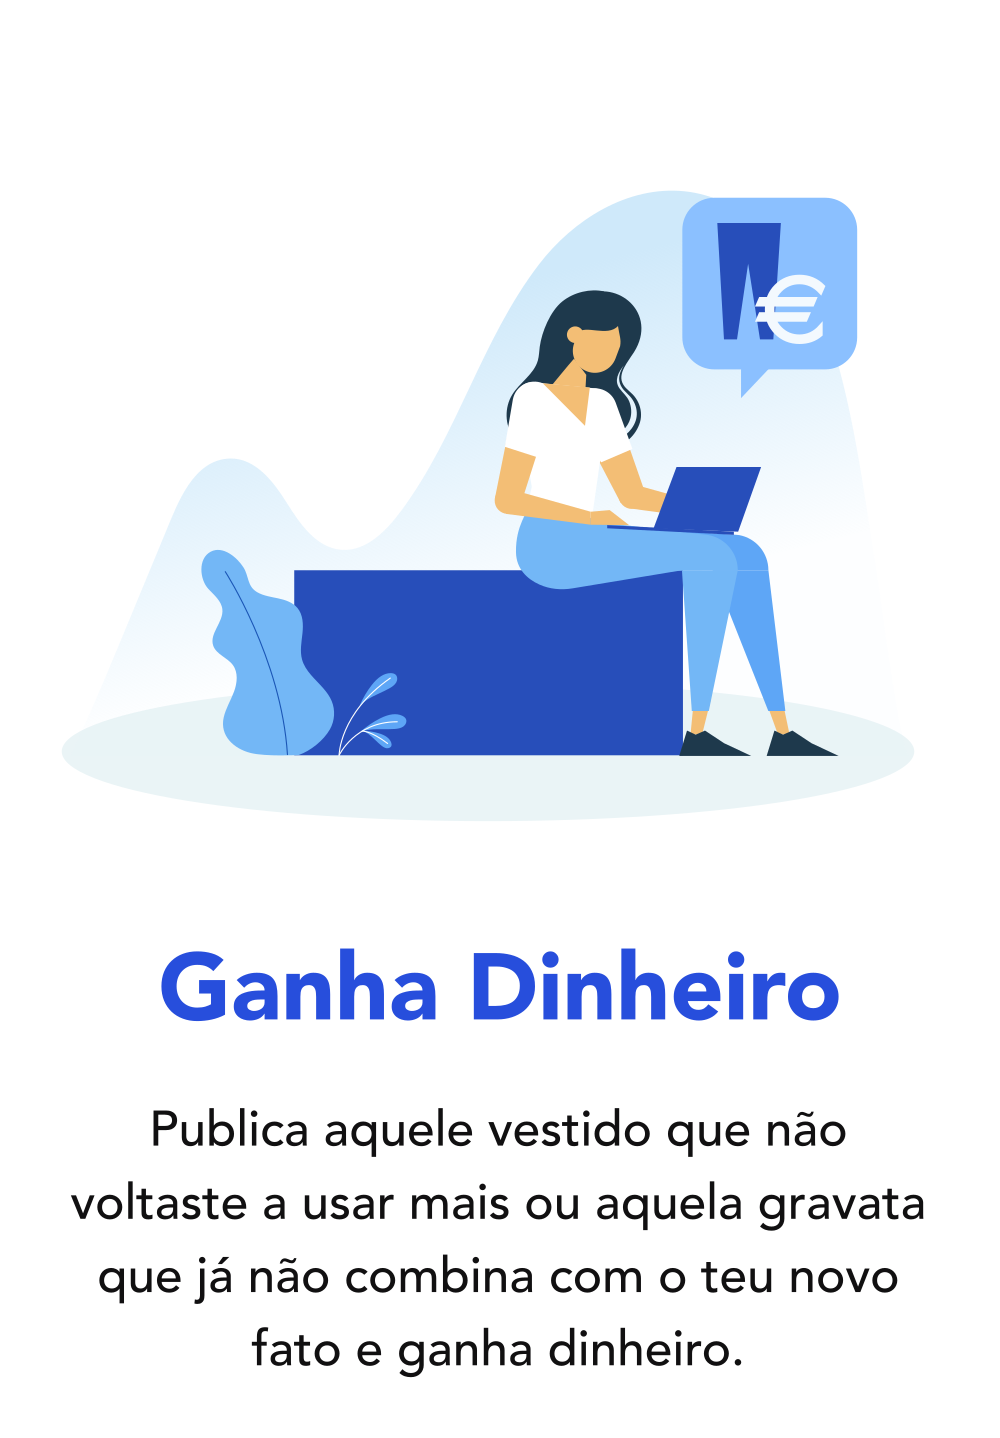 €
Ganha Dinheiro
Publica aquele vestido que não
voltaste a usar mais ou aquela gravata
que já não combina com o teu novo
fato e ganha dinheiro.